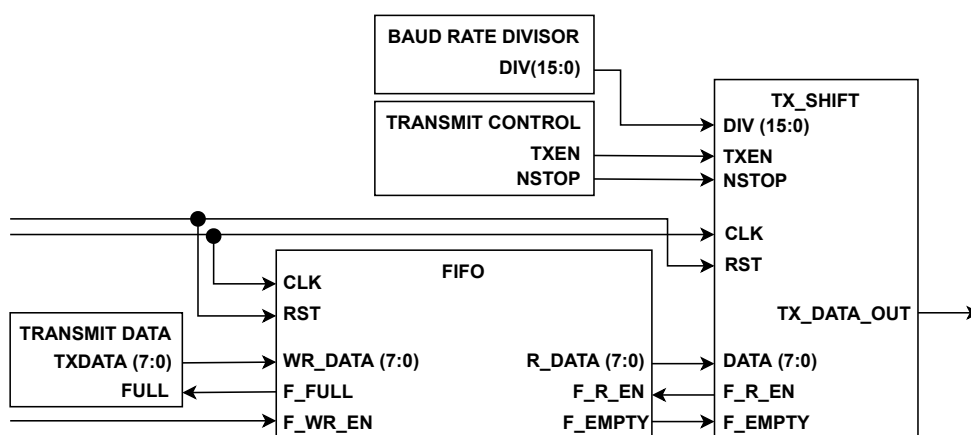 BAUD RATE DIVISOR
DIV(15:0)
TRANSMIT CONTROL
TXEN
NSTOP
TX_SHIFT
DIV (15:0)
TXEN
NSTOP
CLK
RST
TX_DATA_OUT
DATA (7:0)
F_R_EN
F_EMPTY
FIFO
CLK
RST
WR_DATA (7:0)
F_FULL
F_WR_EN
R_DATA (7:0)
F_R_EN
F_EMPTY
TRANSMIT DATA
TXDATA (7:0)
FULL